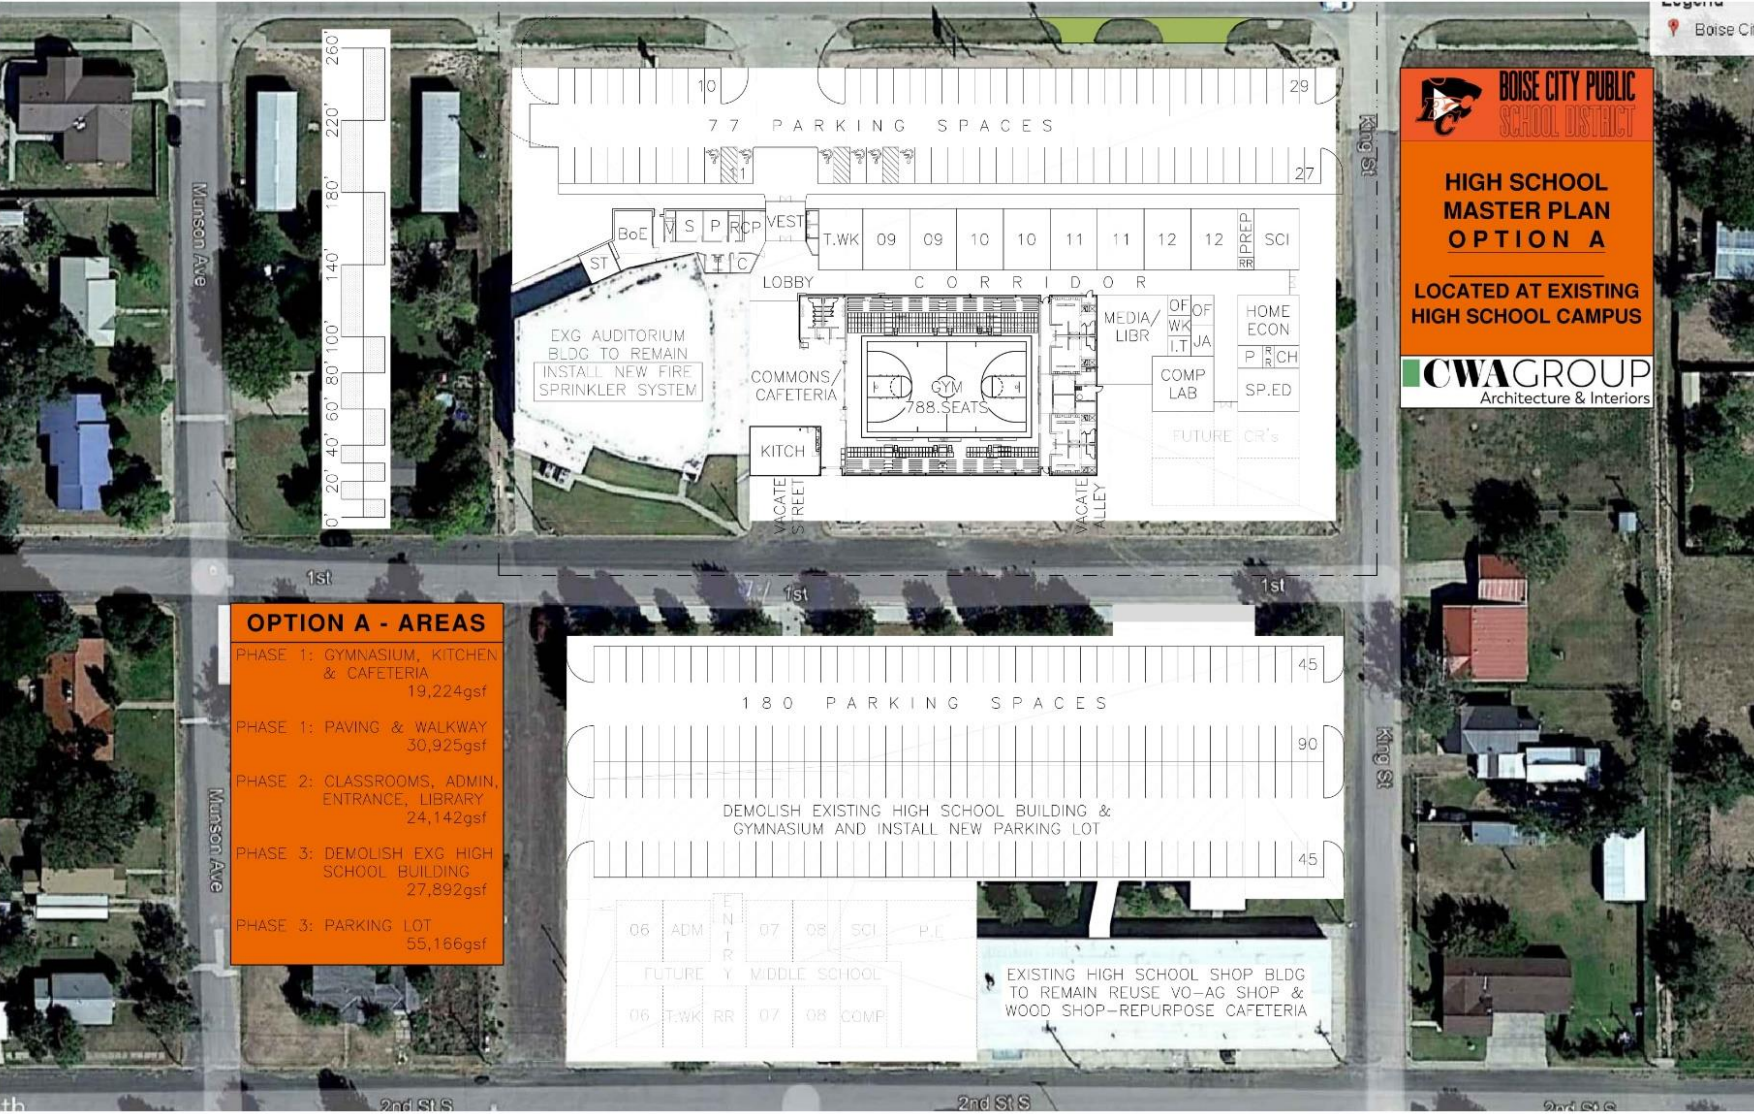 Boise Ci
BOISE CITY PUBLIC
SCHOOL DISTRICT
HIGH SCHOOL
MASTER PLAN
OPTION A
LOCATED AT EXISTING
HIGH SCHOOL CAMPUS
CWAGROUP
Architecture & Interiors
260'
220'
180'
140'
100'
80'
60'
40'
20'
0'
Munson Ave
King St
10
29
77 PARKING SPACES
11
27
BoE
V
S
P
R
CP
VEST
T.WK
09
09
10
10
11
11
12
12
PREP
RR
SCI
ST
C
LOBBY
CORRIDOR
EXG AUDITORIUM
BLDG TO REMAIN
INSTALL NEW FIRE
SPRINKLER SYSTEM
COMMONS/
CAFETERIA
KITCH
GYM
788.SEATS
MEDIA/
LIBR
OF
OF
WK
I.T
JA
HOME
ECON
P
R
R
CH
COMP
LAB
SP.ED
FUTURE CR's
VACATE
STREET
VACATE
ALLEY
1st
1st
1st
OPTION A - AREAS
PHASE 1: GYMNASIUM, KITCHEN
& CAFETERIA
19,224gsf
PHASE 1: PAVING & WALKWAY
30,925gsf
PHASE 2: CLASSROOMS, ADMIN,
ENTRANCE, LIBRARY
24,142gsf
PHASE 3: DEMOLISH EXG HIGH
SCHOOL BUILDING
27,892gsf
PHASE 3: PARKING LOT
55,166gsf
45
180 PARKING SPACES
90
DEMOLISH EXISTING HIGH SCHOOL BUILDING &
GYMNASIUM AND INSTALL NEW PARKING LOT
45
Munson Ave
King St
06
ADM
ENTRY
07
08
SCI
P.E
FUTURE MIDDLE SCHOOL
06
T.WK
RR
07
08
COMP
EXISTING HIGH SCHOOL SHOP BLDG
TO REMAIN REUSE VO-AG SHOP &
WOOD SHOP-REPURPOSE CAFETERIA
2nd St S
2nd St S
2nd St S